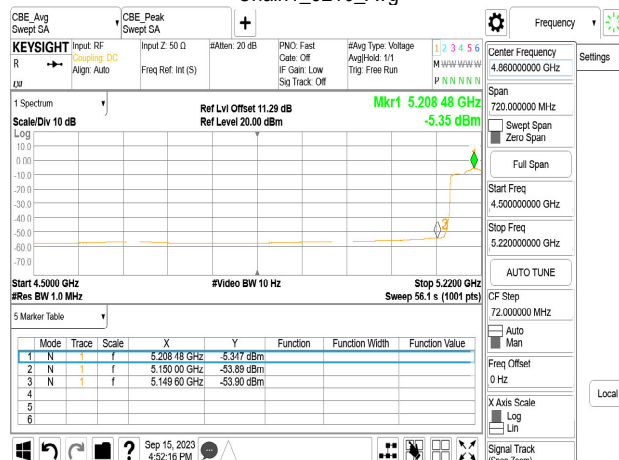 Chain1_5210_Avg
CBE_Avg
Swept SA
CBE_Peak
Swept SA
+
Frequency
KEYSIGHT
R
Input: RF
Coupling: DC
Align: Auto
Input Z: 50 Ω
Freq Ref: Int (S)
#Atten: 20 dB
PNO: Fast
Gate: Off
IF Gain: Low
Sig Track: Off
#Avg Type: Voltage
Avg|Hold: 1/1
Trig: Free Run
1 2 3 4 5 6
M W W W W W
P N N N N N
Center Frequency
4.860000000 GHz
Settings
1 Spectrum
Scale/Div 10 dB
Ref Lvl Offset 11.29 dB
Ref Level 20.00 dBm
Mkr1 5.208 48 GHz
-5.35 dBm
Span
720.000000 MHz
Swept Span
Zero Span
Full Span
Start Freq
4.500000000 GHz
Stop Freq
5.220000000 GHz
AUTO TUNE
CF Step
72.000000 MHz
Auto
Man
Freq Offset
0 Hz
X Axis Scale
Log
Lin
Local
Signal Track
(Span Zoom)
Log
10.0
0.00
-10.0
-20.0
-30.0
-40.0
-50.0
-60.0
-70.0
3
Start 4.5000 GHz
#Res BW 1.0 MHz
#Video BW 10 Hz
Stop 5.2200 GHz
Sweep 56.1 s (1001 pts)
5 Marker Table
Mode Trace Scale X Y Function Function Width Function Value
1 N 1 f 5.208 48 GHz -5.347 dBm
2 N 1 f 5.150 00 GHz -53.89 dBm
3 N 1 f 5.149 60 GHz -53.90 dBm
4
5
6
?
Sep 15, 2023
4:52:16 PM